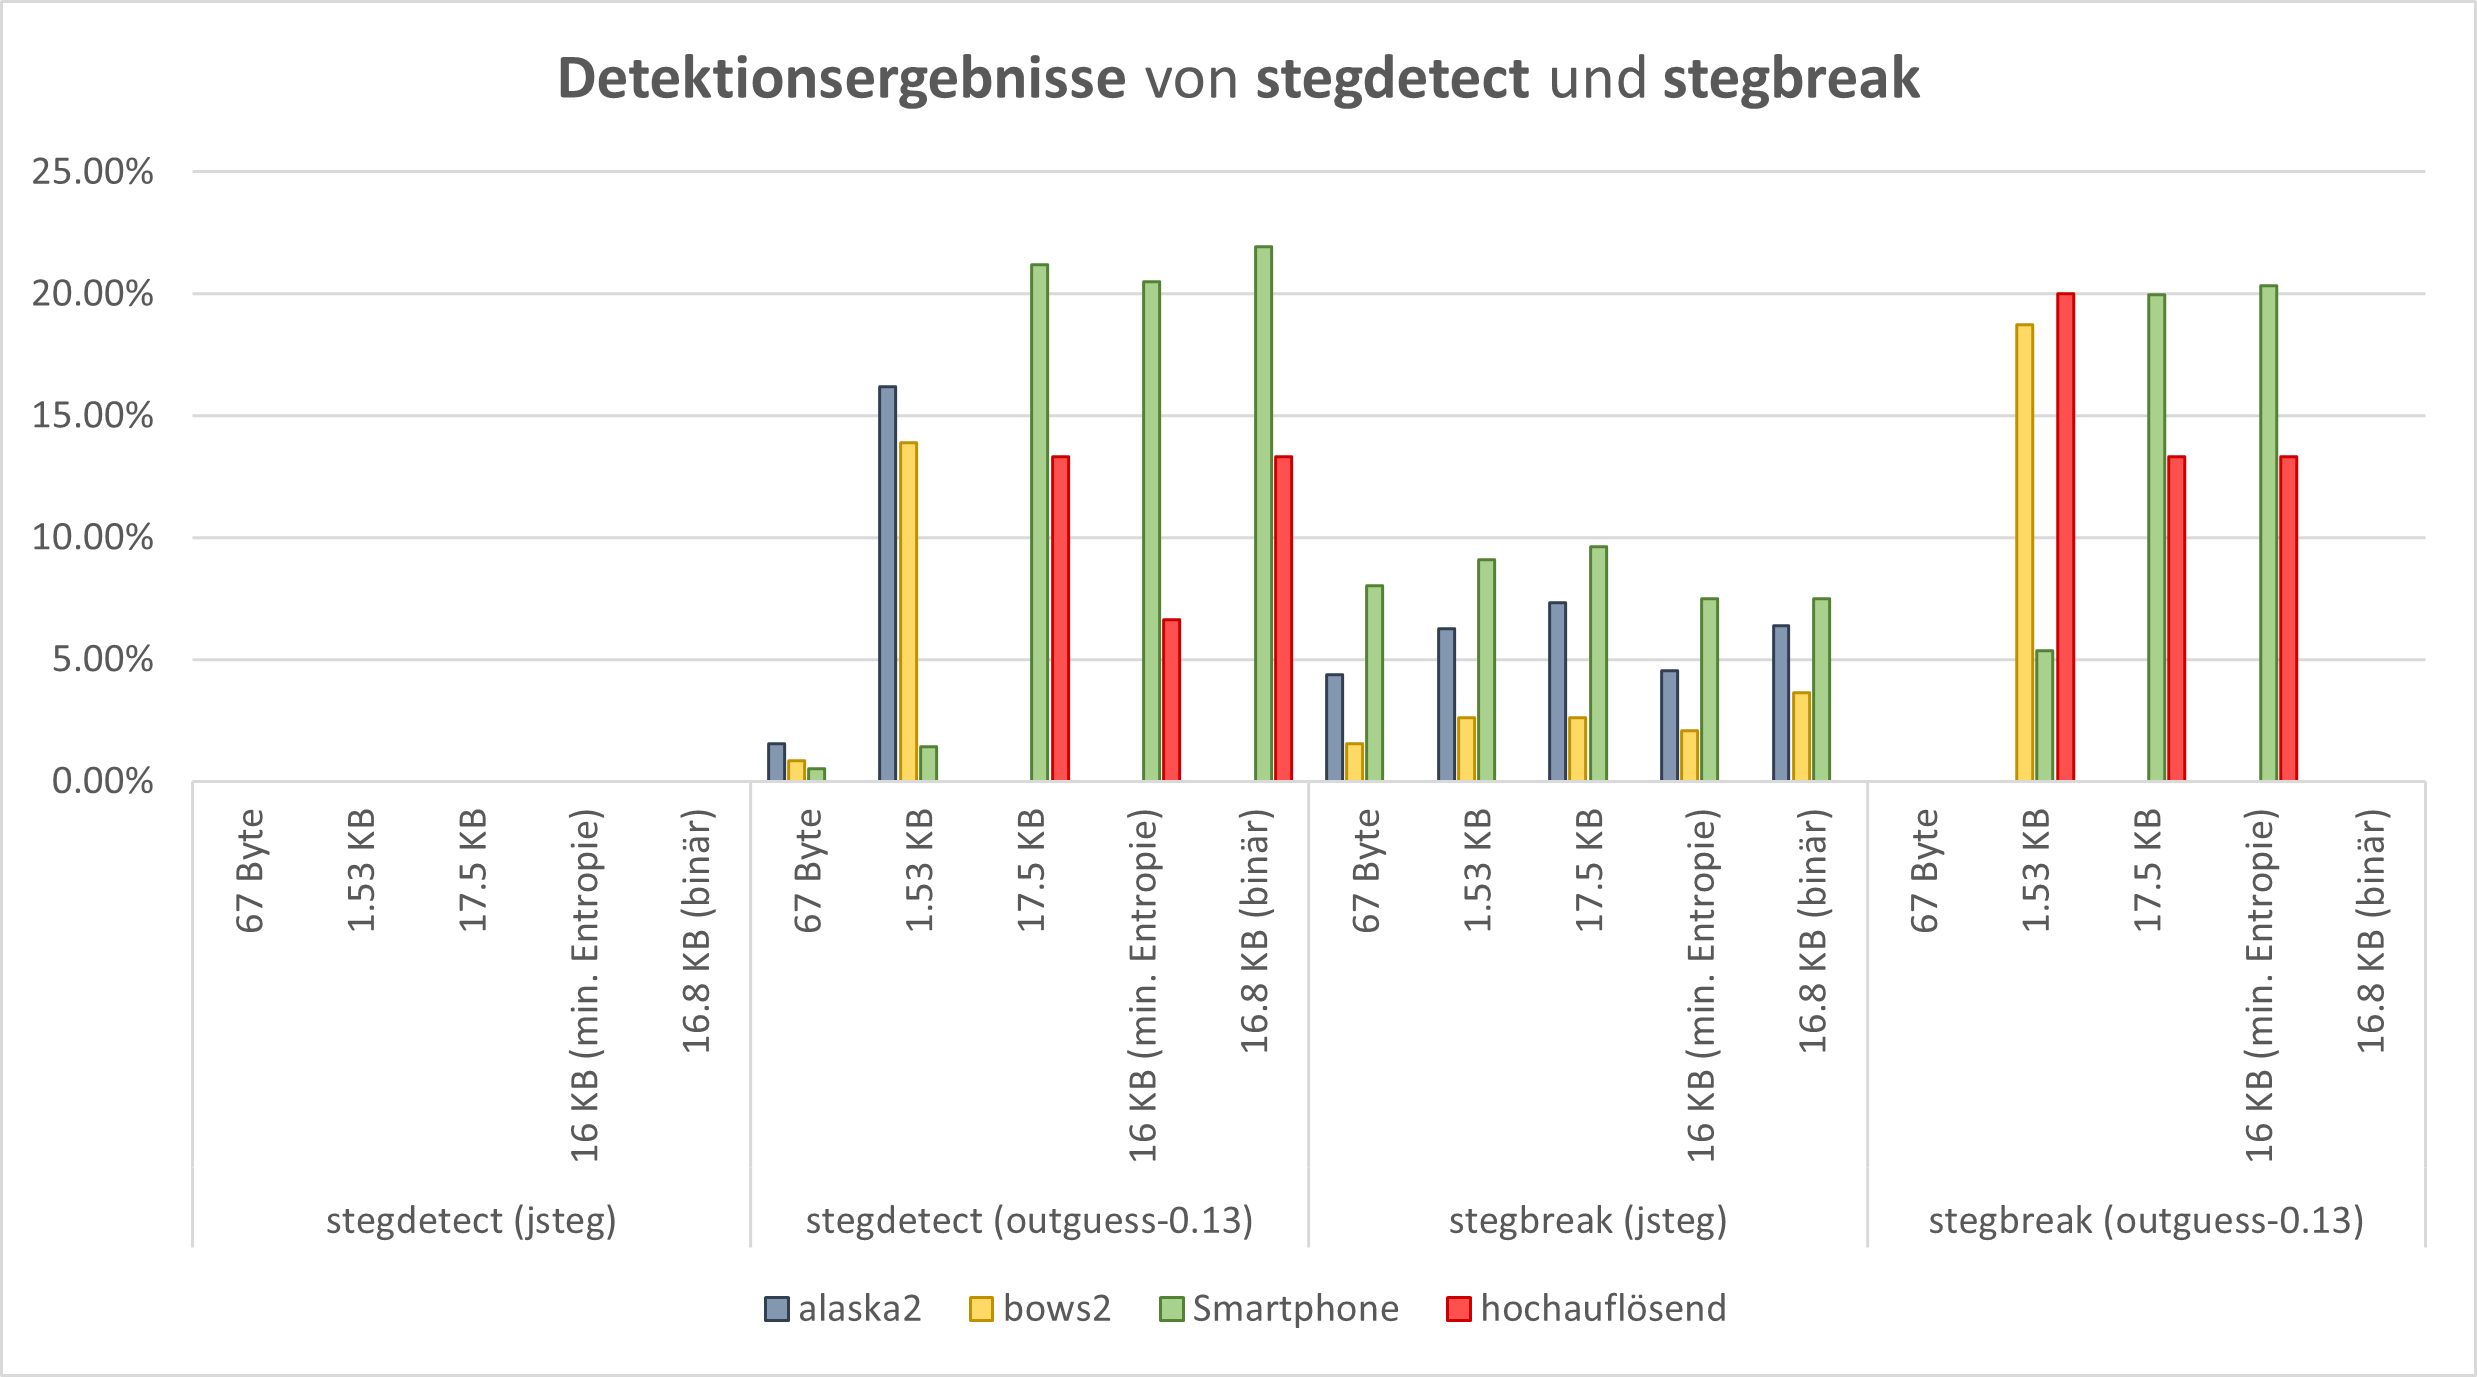 Detektionsergebnisse von stegdetect und stegbreak
25.00%
20.00%
15.00%
10.00%
5.00%
0.00%
67 Byte
1.53 KB
17.5 KB
16 KB (min. Entropie)
16.8 KB (binär)
67 Byte
1.53 KB
17.5 KB
16 KB (min. Entropie)
16.8 KB (binär)
67 Byte
1.53 KB
17.5 KB
16 KB (min. Entropie)
16.8 KB (binär)
67 Byte
1.53 KB
17.5 KB
16 KB (min. Entropie)
16.8 KB (binär)
stegdetect (jsteg)
stegdetect (outguess-0.13)
stegbreak (jsteg)
stegbreak (outguess-0.13)
alaska2
bows2
Smartphone
hochauflösend